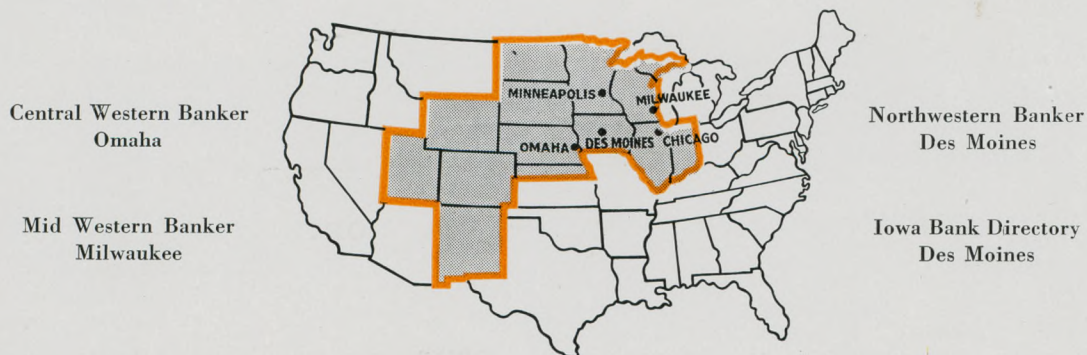 Central Western Banker
Omaha
Mid Western Banker
Milwaukee
MINNEAPOLIS
MILWAUKEE
OMAHA
DES MOINES
CHICAGO
Northwestern Banker
Des Moines
Iowa Bank Directory
Des Moines